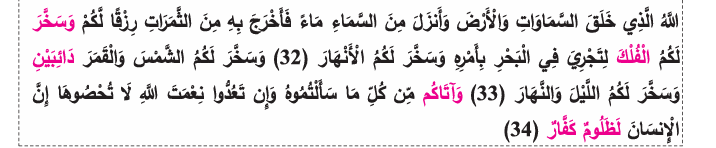 اللَّهُ الَّذِي خَلَقَ السَّمَاوَاتِ وَالْأَرْضَ وَأَنْزَلَ مِنَ السَّمَاءِ مَاءً فَأَخْرَجَ بِهِ مِنَ الثَّمَرَاتِ رِزْقًا لَّكُمْ وَسَخَّرَ
لَكُمُ الْفُلْكَ لِتَجْرِيَ فِي الْبَحْرِ بِأَمْرِهِ وَسَخَّرَ لَكُمُ الْأَنْهَارَ (32) وَسَخَّرَ لَكُمُ الشَّمْسَ وَالْقَمَرَ دَائِبَيْنِ
وَسَخَّرَ لَكُمُ اللَّيْلَ وَالنَّهَارَ (33) وَآتَاكُم مِّن كُلِّ مَا سَأَلْتُمُوهُ وَإِن تَعُدُّوا نِعْمَتَ اللَّهِ لَا تُحْصُوهَا إِنَّ
الْإِنسَانَ لَظَلُومٌ كَفَّارٌ (34)